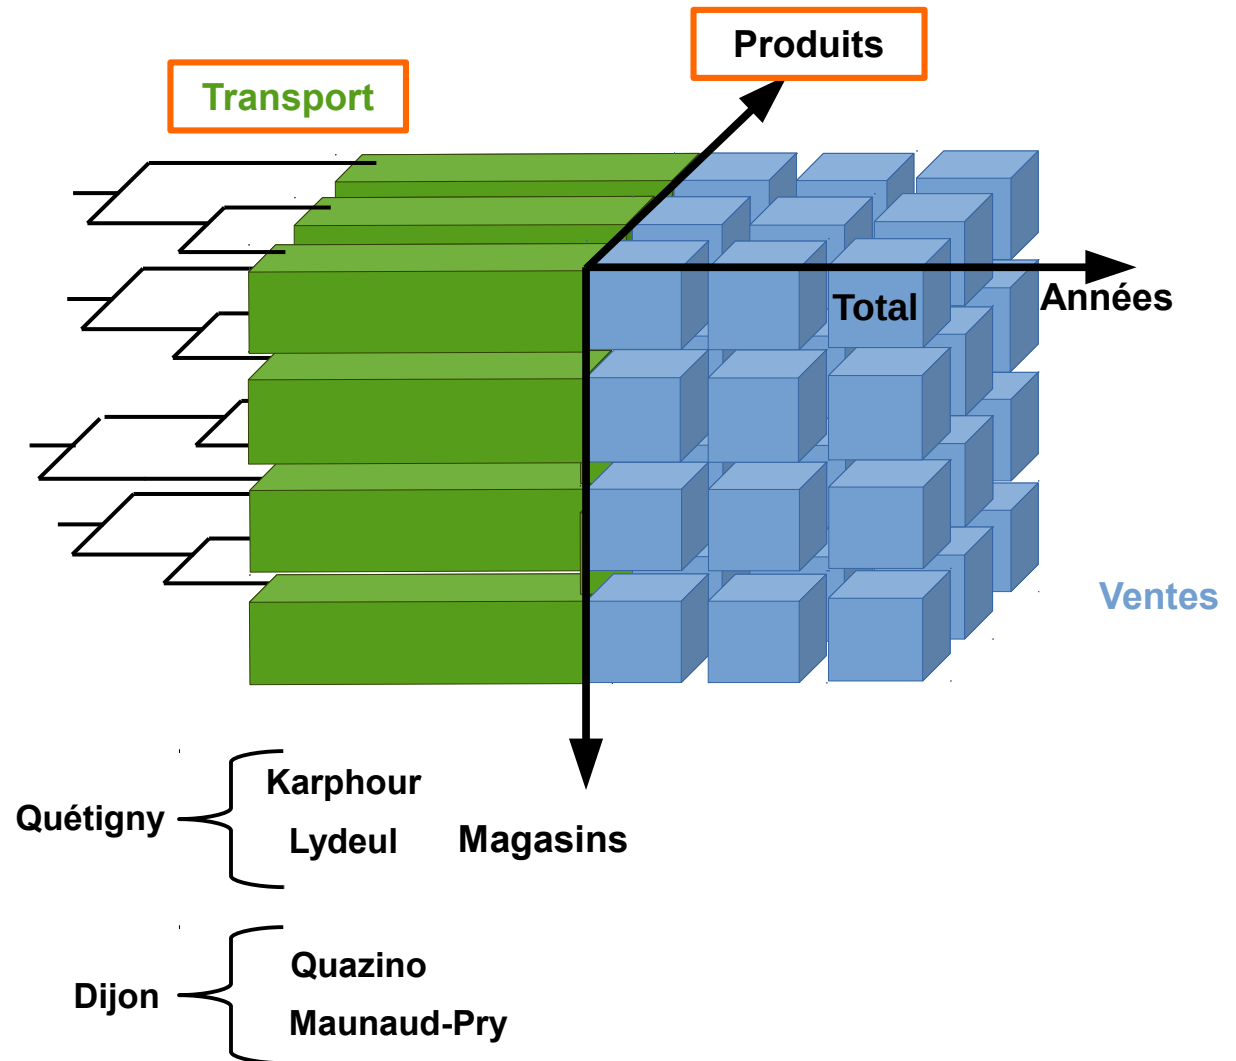 Produits
Transport
Années
Total
Ventes
Karphour
Quétigny
Lydeul
Magasins
Quazino
Dijon
Maunaud-Pry